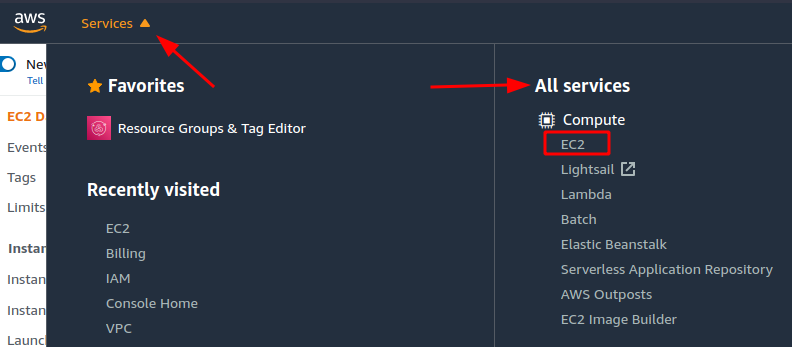 aws
Services
New
Tell
EC2 D
Events
Tags
Limits
Instan
Instan
Instan
Launc
Favorites
Resource Groups & Tag Editor
Recently visited
EC2
Billing
IAM
Console Home
VPC
All services
Compute
EC2
Lightsail
Lambda
Batch
Elastic Beanstalk
Serverless Application Repository
AWS Outposts
EC2 Image Builder